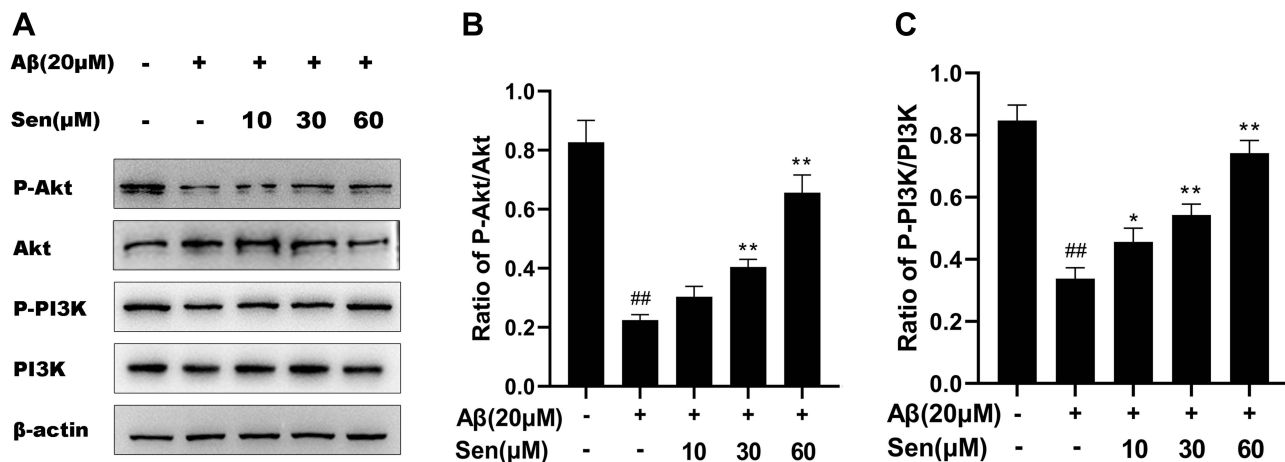 A
Aβ(20μM) - + + + +
Sen(μM) - - 10 30 60
P-Akt
Akt
P-PI3K
PI3K
β-actin
B
Ratio of P-Akt/Akt
1.0
0.8
0.6
0.4
0.2
0.0
##
**
**
Aβ(20μM) - + + + +
Sen(μM) - - 10 30 60
C
Ratio of P-PI3K/PI3K
1.0
0.8
0.6
0.4
0.2
0.0
##
*
**
**
Aβ(20μM) - + + + +
Sen(μM) - - 10 30 60